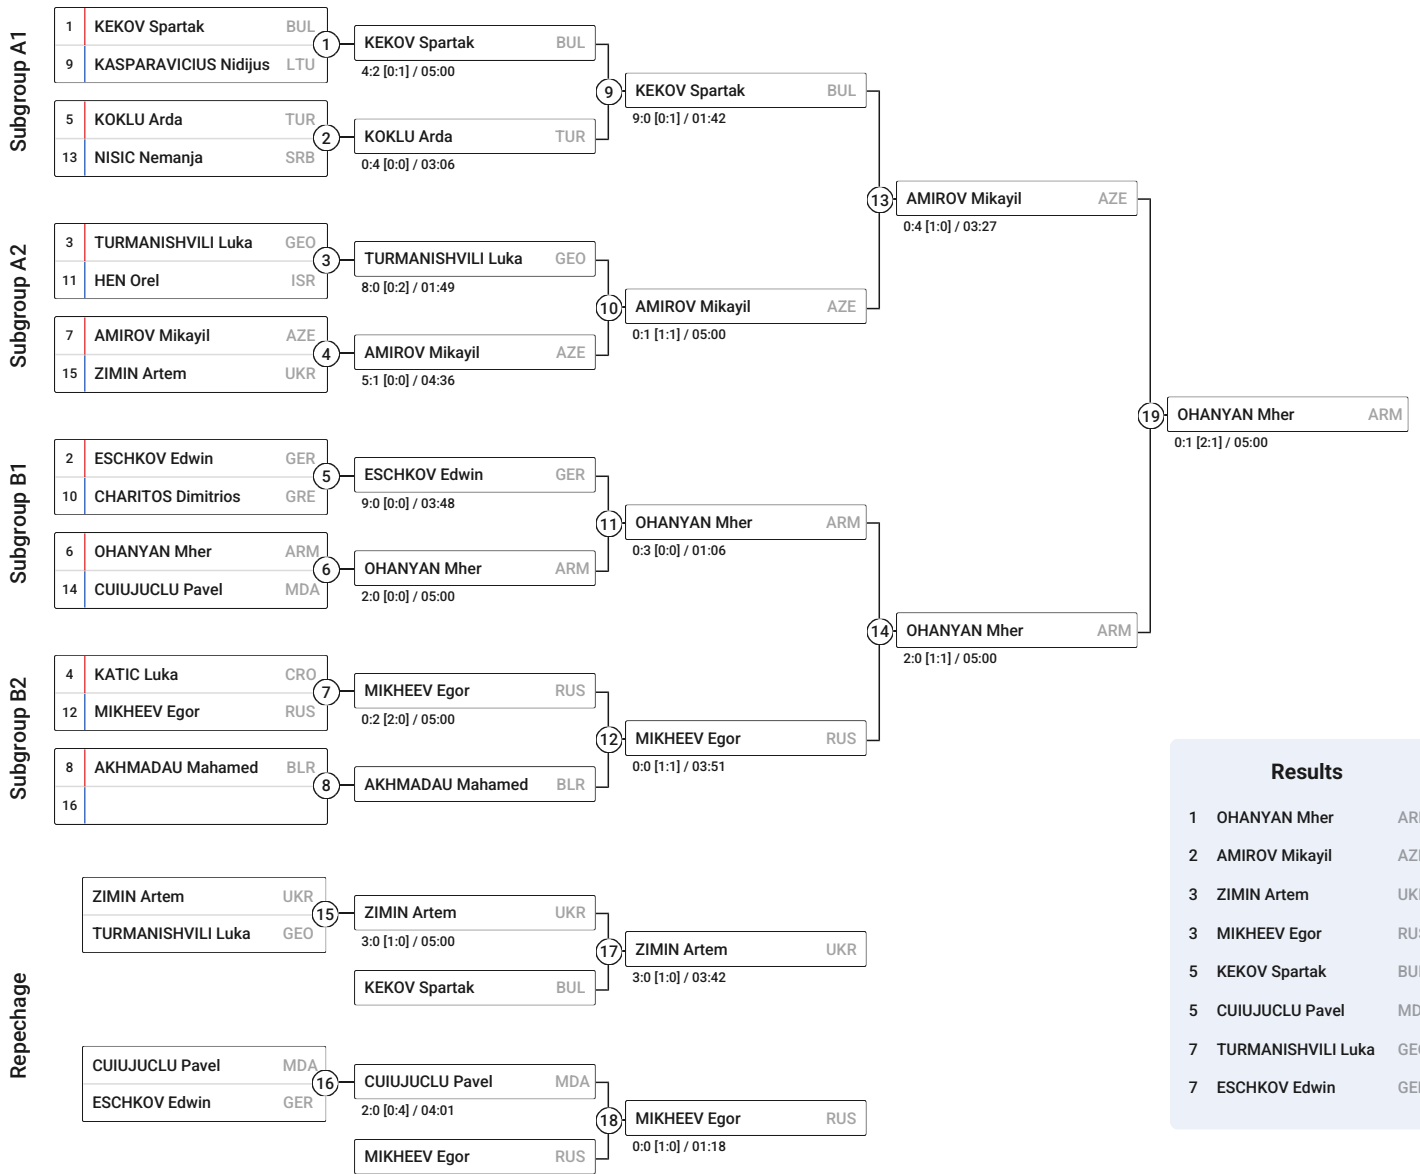 Subgroup A1
1 KEKOV Spartak BUL
9 KASPARAVICIUS Nidijus LTU
1
KEKOV Spartak BUL
4:2 [0:1] / 05:00
5 KOKLU Arda TUR
13 NISIC Nemanja SRB
2
KOKLU Arda TUR
0:4 [0:0] / 03:06
9
KEKOV Spartak BUL
9:0 [0:1] / 01:42
Subgroup A2
3 TURMANISHVILI Luka GEO
11 HEN Orel ISR
3
TURMANISHVILI Luka GEO
8:0 [0:2] / 01:49
7 AMIROV Mikayil AZE
15 ZIMIN Artem UKR
4
AMIROV Mikayil AZE
5:1 [0:0] / 04:36
10
AMIROV Mikayil AZE
0:1 [1:1] / 05:00
13
AMIROV Mikayil AZE
0:4 [1:0] / 03:27
Subgroup B1
2 ESCHKOV Edwin GER
10 CHARITOS Dimitrios GRE
5
ESCHKOV Edwin GER
9:0 [0:0] / 03:48
6 OHANYAN Mher ARM
14 CUIUJUCLU Pavel MDA
6
OHANYAN Mher ARM
2:0 [0:0] / 05:00
11
OHANYAN Mher ARM
0:3 [0:0] / 01:06
Subgroup B2
4 KATIC Luka CRO
12 MIKHEEV Egor RUS
7
MIKHEEV Egor RUS
0:2 [2:0] / 05:00
8 AKHMADAU Mahamed BLR
16
8
AKHMADAU Mahamed BLR
12
MIKHEEV Egor RUS
0:0 [1:1] / 03:51
14
OHANYAN Mher ARM
2:0 [1:1] / 05:00
19
OHANYAN Mher ARM
0:1 [2:1] / 05:00
Repechage
ZIMIN Artem UKR
TURMANISHVILI Luka GEO
15
ZIMIN Artem UKR
3:0 [1:0] / 05:00
KEKOV Spartak BUL
17
ZIMIN Artem UKR
3:0 [1:0] / 03:42
CUIUJUCLU Pavel MDA
ESCHKOV Edwin GER
16
CUIUJUCLU Pavel MDA
2:0 [0:4] / 04:01
MIKHEEV Egor RUS
18
MIKHEEV Egor RUS
0:0 [1:0] / 01:18
Results
1 OHANYAN Mher
2 AMIROV Mikayil
3 ZIMIN Artem
3 MIKHEEV Egor
5 KEKOV Spartak
5 CUIUJUCLU Pavel
7 TURMANISHVILI Luka
7 ESCHKOV Edwin